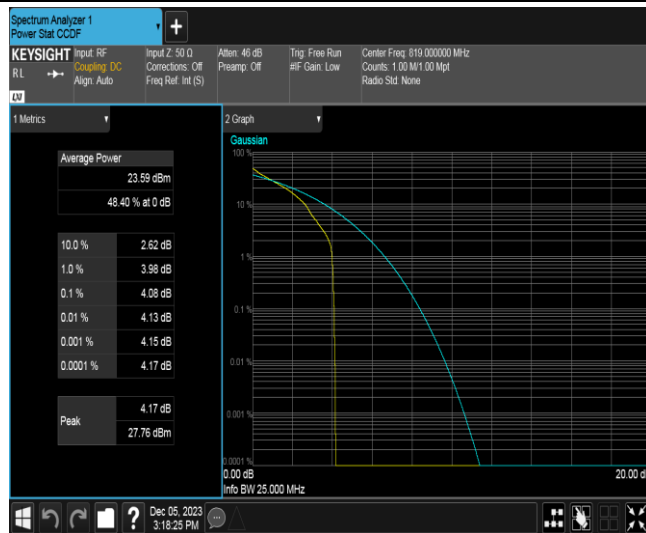 Spectrum Analyzer 1
Power Stat CCDF
+
KEYSIGHT
RL
Input: RF
Coupling: DC
Align: Auto
Input Z: 50 Ω
Corrections: Off
Freq Ref: Int (S)
Atten: 46 dB
Preamp: Off
Trig: Free Run
#IF Gain: Low
Center Freq: 819.000000 MHz
Counts: 1.00 M/1.00 Mpt
Radio Std: None
1 Metrics
Average Power
23.59 dBm
48.40 % at 0 dB
10.0 % 2.62 dB
1.0 % 3.98 dB
0.1 % 4.08 dB
0.01 % 4.13 dB
0.001 % 4.15 dB
0.0001 % 4.17 dB
Peak
4.17 dB
27.76 dBm
2 Graph
Gaussian
100 %
10 %
1 %
0.1 %
0.01 %
0.001 %
0.0001 %
0.00 dB 20.00 d
Info BW 25.000 MHz
?
Dec 05, 2023
3:18:25 PM